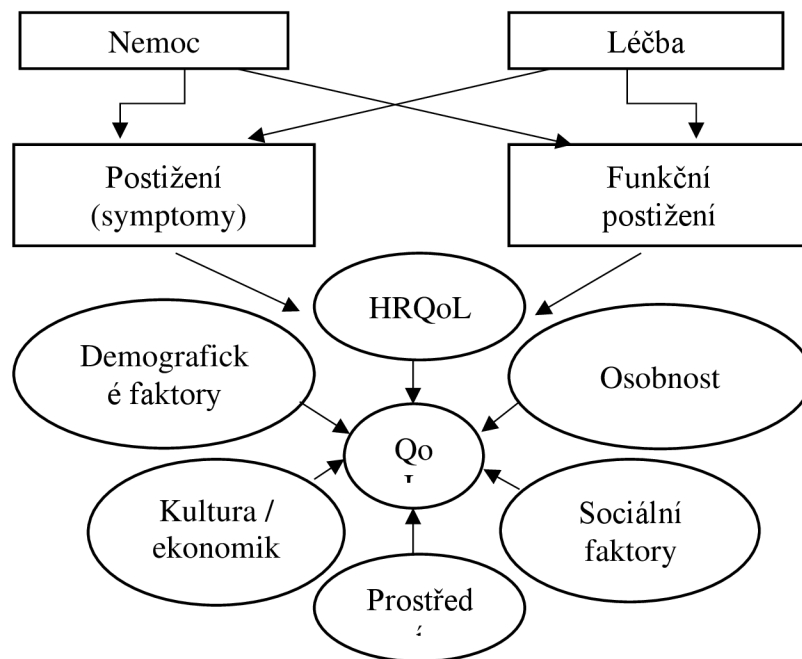 Nemoc
Léčba
Postižení
(symptomy)
Funkční
postižení
HRQoL
Demografick
é faktory
Osobnost
Qo
Kultura /
ekonomik
Sociální
faktory
Prostřed